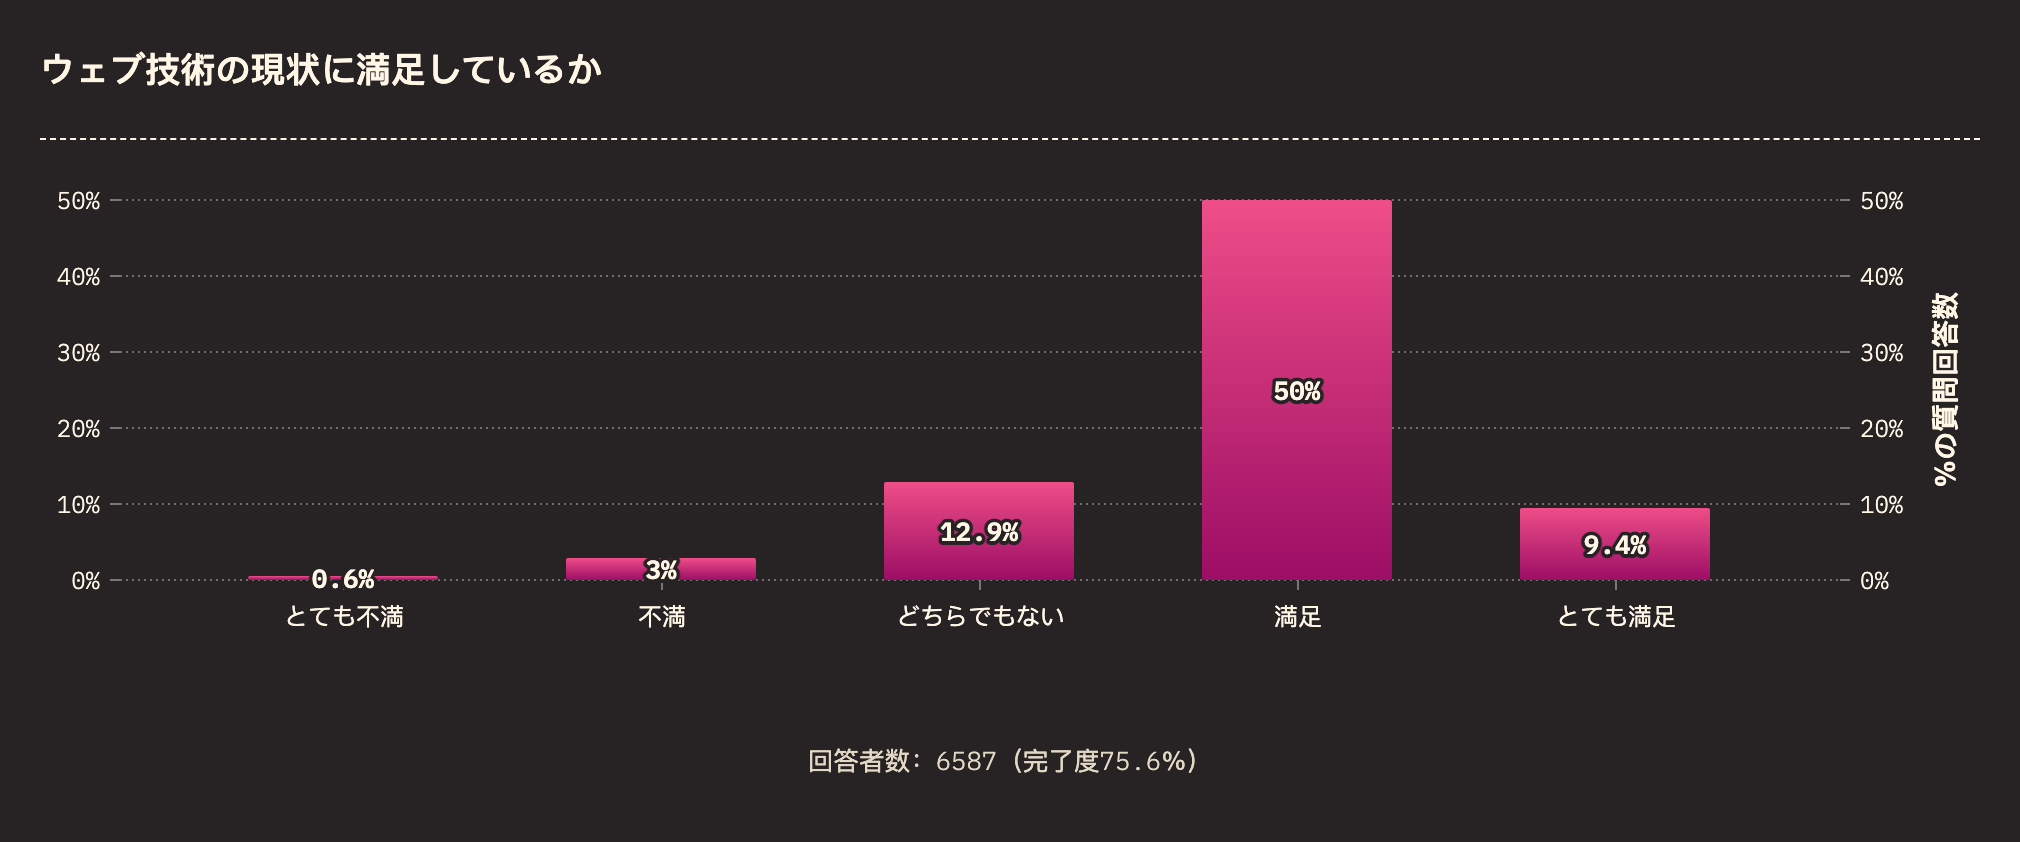 ウェブ技術の現状に満足しているか
50%
40%
30%
20%
10%
0%
50%
40%
30%
20%
10%
0%
%の質問回答数
0.6%
3%
12.9%
50%
9.4%
とても不満
不満
どちらでもない
満足
とても満足
回答者数: 6587 (完了度75.6%)